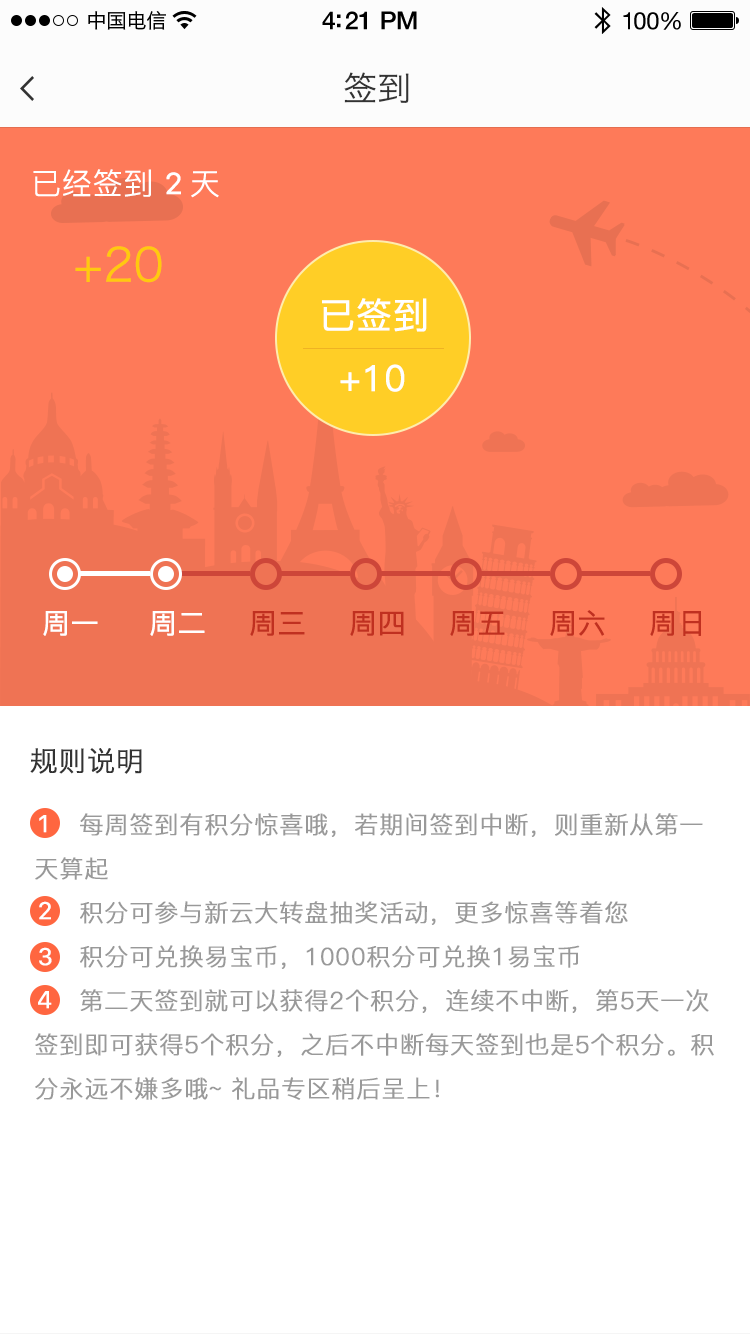 中国电信 4:21 PM 100%
签到
已经签到 2 天
+20
已签到
+10
周一 周二 周三 周四 周五 周六 周日
规则说明
1 每周签到有积分惊喜哦，若期间签到中断，则重新从第一
天算起
2 积分可参与新云大转盘抽奖活动，更多惊喜等着您
3 积分可兑换易宝币，1000积分可兑换1易宝币
4 第二天签到就可以获得2个积分，连续不中断，第5天一次
签到即可获得5个积分，之后不中断每天签到也是5个积分。积
分永远不嫌多哦~ 礼品专区稍后呈上！